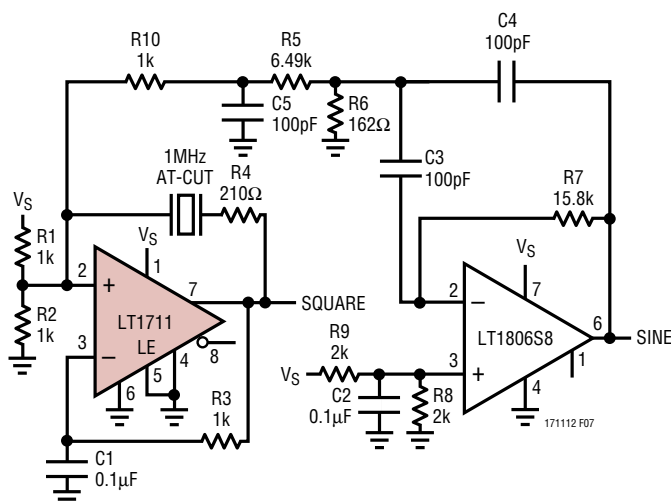 C4
100pF
R10
1k
R5
6.49k
C5
100pF
R6
162Ω
1MHz
AT-CUT
R4
210Ω
C3
100pF
R7
15.8k
VS
R1
1k
R2
1k
VS
1
2
+
7
SQUARE
LT1711
3
−
LE
8
4
5
6
R3
1k
C1
0.1µF
VS
7
2
−
6
SINE
LT1806S8
3
+
1
4
R9
2k
VS
C2
0.1µF
R8
2k
171112 F07